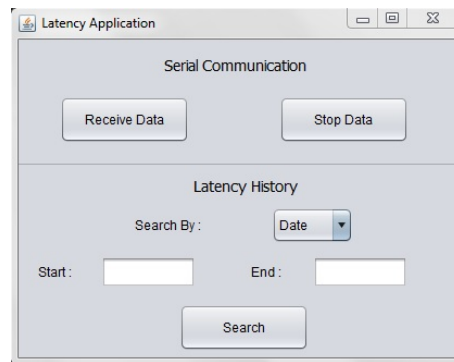 Latency Application
Serial Communication
Receive Data Stop Data
Latency History
Search By : Date
Start : End :
Search